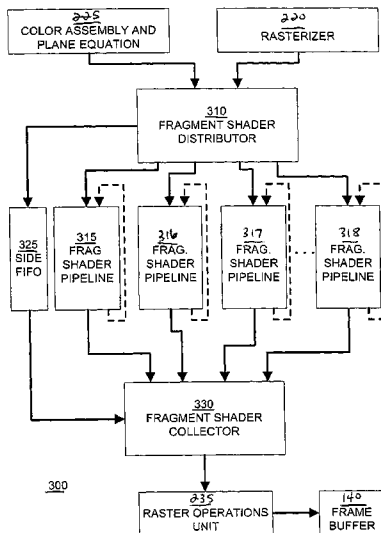 225
COLOR ASSEMBLY AND
PLANE EQUATION
220
RASTERIZER
310
FRAGMENT SHADER
DISTRIBUTOR
325
SIDE
FIFO
315
FRAG
SHADER
PIPELINE
316
FRAG.
SHADER
PIPELINE
317
FRAG.
SHADER
PIPELINE
318
FRAG.
SHADER
PIPELINE
330
FRAGMENT SHADER
COLLECTOR
300
235
RASTER OPERATIONS
UNIT
140
FRAME
BUFFER